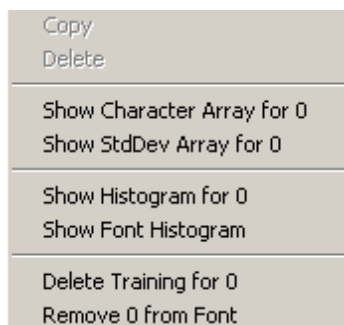 Copy
Delete
Show Character Array for 0
Show StdDev Array for 0
Show Histogram for 0
Show Font Histogram
Delete Training for 0
Remove 0 from Font